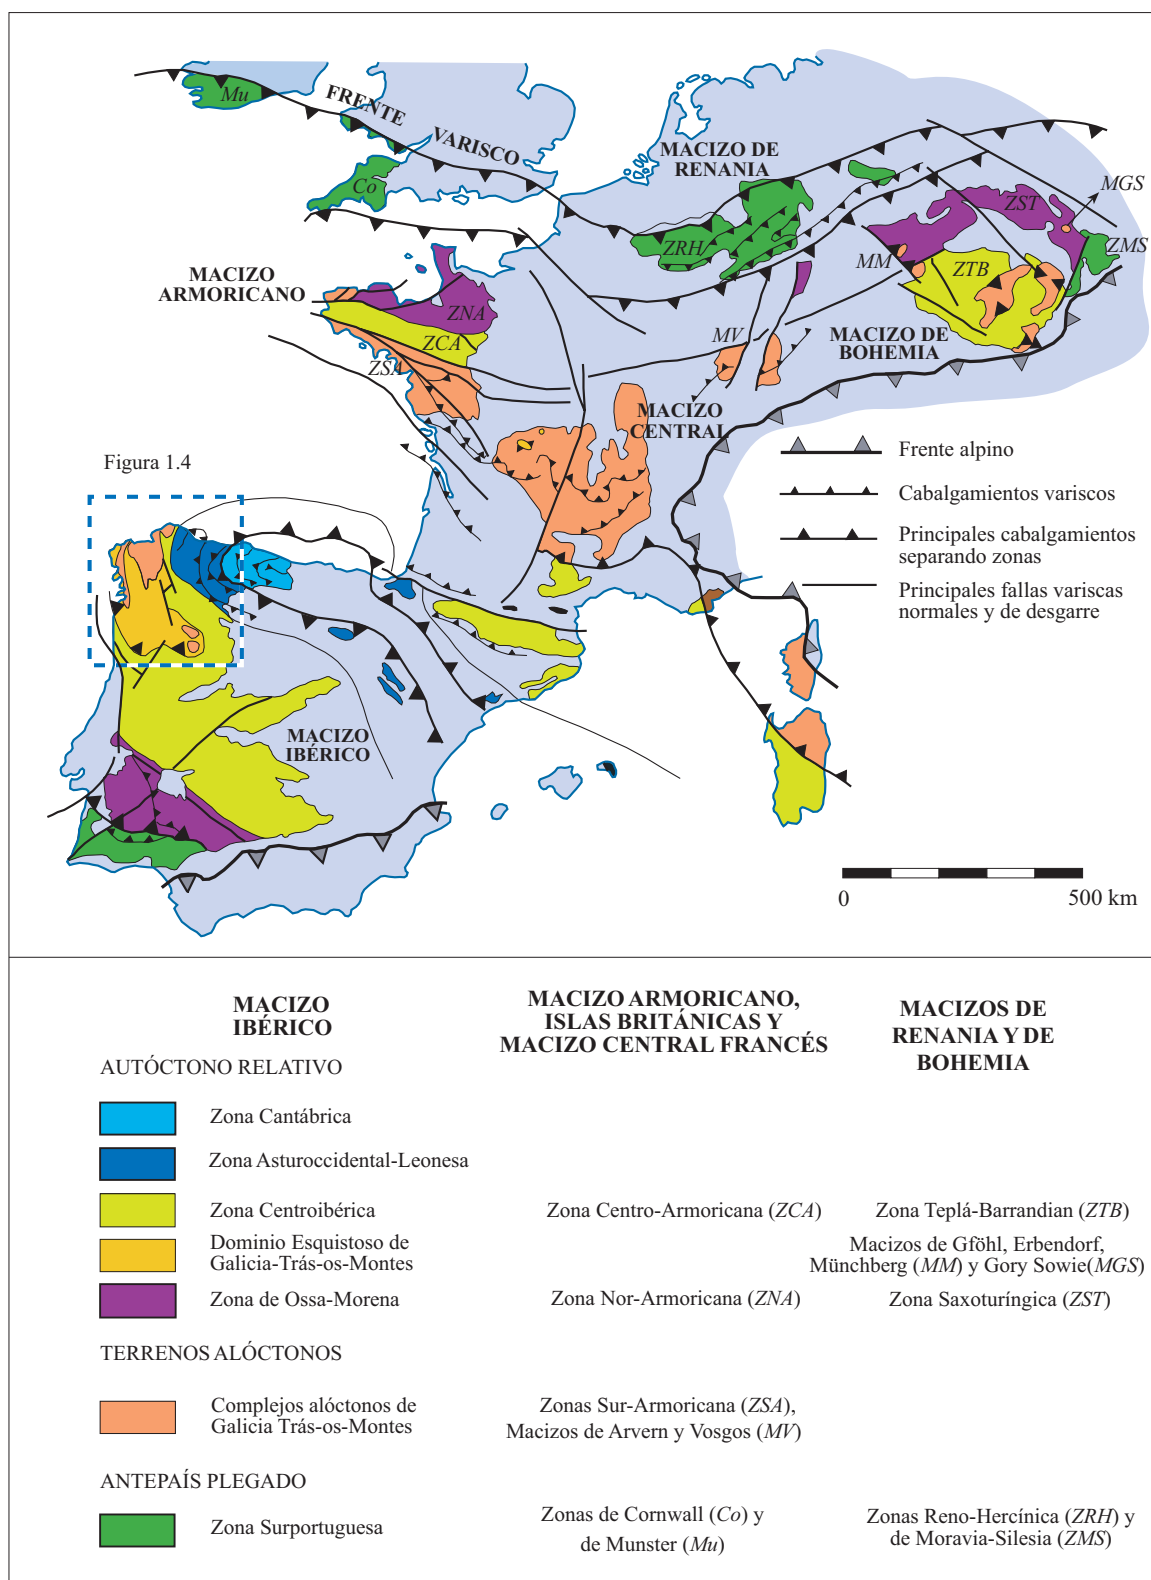 Mu
FRENTE
VARISCO
Co
MACIZO DE
RENANIA
MGS
ZST
ZRH
ZMS
MM
ZTB
MACIZO
ARMORICANO
ZNA
ZCA
ZSA
MV
MACIZO DE
BOHEMIA
MACIZO
CENTRAL
Figura 1.4
Frente alpino
Cabalgamientos variscos
Principales cabalgamientos
separando zonas
Principales fallas variscas
normales y de desgarre
MACIZO
IBÉRICO
0
500 km
MACIZO
IBÉRICO
MACIZO ARMORICANO,
ISLAS BRITÁNICAS Y
MACIZO CENTRAL FRANCÉS
MACIZOS DE
RENANIA Y DE
BOHEMIA
AUTÓCTONO RELATIVO
Zona Cantábrica
Zona Asturoccidental-Leonesa
Zona Centroibérica
Zona Centro-Armoricana (ZCA)
Zona Teplá-Barrandian (ZTB)
Dominio Esquistoso de
Galicia-Trás-os-Montes
Macizos de Gföhl, Erbendorf,
Münchberg (MM) y Gory Sowie(MGS)
Zona de Ossa-Morena
Zona Nor-Armoricana (ZNA)
Zona Saxoturíngica (ZST)
TERRENOS ALÓCTONOS
Complejos alóctonos de
Galicia Trás-os-Montes
Zonas Sur-Armoricana (ZSA),
Macizos de Arvern y Vosgos (MV)
ANTEPAÍS PLEGADO
Zona Surportuguesa
Zonas de Cornwall (Co) y
de Munster (Mu)
Zonas Reno-Hercínica (ZRH) y
de Moravia-Silesia (ZMS)